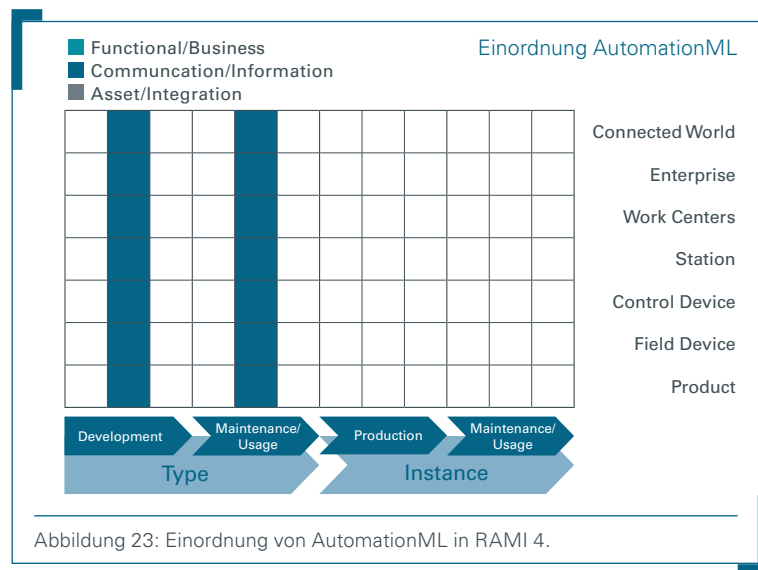 Einordnung AutomationML
Functional/Business
Communcation/Information
Asset/Integration
Connected World
Enterprise
Work Centers
Station
Control Device
Field Device
Product
Development
Maintenance/
Usage
Production
Maintenance/
Usage
Type
Instance
Abbildung 23: Einordnung von AutomationML in RAMI 4.